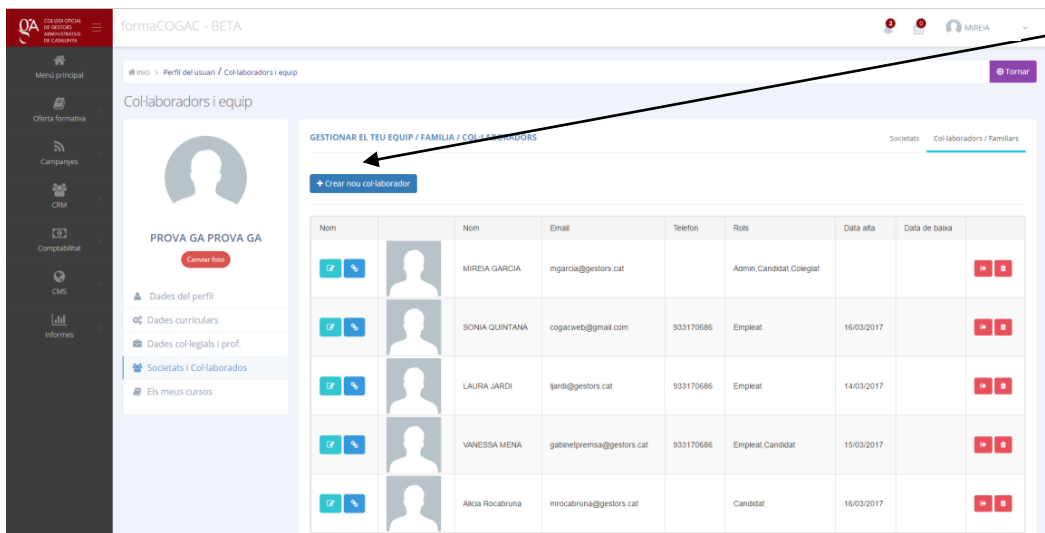 COL·LEGI OFICIAL
DE GESTORS
ADMINISTRATIUS
DE CATALUNYA
formaCOGAC - BETA
2
0
MIREIA
Menú principal
Oferta formativa
Campanyes
CRM
Comptabilitat
CMS
Informes
Inici > Perfil del usuari / Col·laboradors i equip
Tornar
Col·laboradors i equip
PROVA GA PROVA GA
Canviar foto
Dades del perfil
Dades curriculars
Dades col·legials i prof.
Societats i Col·laborados
Els meus cursos
GESTIONAR EL TEU EQUIP / FAMILIA / COL·LABORADORS
Societats Col·laboradors / Familiars
+ Crear nou col·laborador
Nom Nom Email Telefon Rols Data alta Data de baixa
MIREIA GARCIA mgarcia@gestors.cat Admin,Candidat,Colegiat
SONIA QUINTANA cogacweb@gmail.com 933170686 Empleat 16/03/2017
LAURA JARDI ljardi@gestors.cat 933170686 Empleat 14/03/2017
VANESSA MENA gabinetpremsa@gestors.cat 933170686 Empleat,Candidat 15/03/2017
Alicia Rocabruna mrocabruna@gestors.cat Candidat 16/03/2017